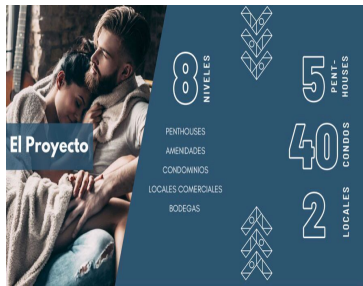 El Proyecto
8
NIVELES
PENTHOUSES
AMENIDADES
CONDOMINIOS
LOCALES COMERCIALES
BODEGAS
5
PENT-
HOUSES
40
CONDOS
2
LOCALES